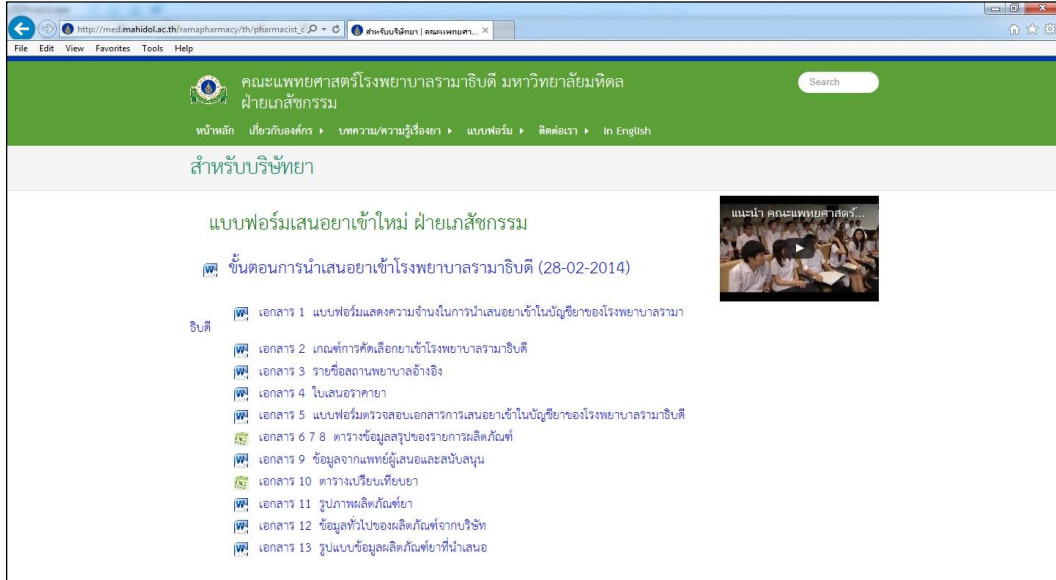 http://med.mahidol.ac.th/ramapharmacy/th/pharmacist_c
สำหรับบริษัทยา | คณะแพทยศา...
File Edit View Favorites Tools Help
คณะแพทยศาสตร์โรงพยาบาลรามาธิบดี มหาวิทยาลัยมหิดล
ฝ่ายเภสัชกรรม
Search
หน้าหลัก เกี่ยวกับองค์กร บทความ/ความรู้เรื่องยา แบบฟอร์ม ติดต่อเรา In English
สำหรับบริษัทยา
แบบฟอร์มเสนอยาเข้าใหม่ ฝ่ายเภสัชกรรม
แนะนำ คณะแพทยศาสตร์...
ขั้นตอนการนำเสนอยาเข้าโรงพยาบาลรามาธิบดี (28-02-2014)
เอกสาร 1 แบบฟอร์มแสดงความจำนงในการนำเสนอยาเข้าในบัญชียาของโรงพยาบาลรามา
ธิบดี
เอกสาร 2 เกณฑ์การคัดเลือกยาเข้าโรงพยาบาลรามาธิบดี
เอกสาร 3 รายชื่อสถานพยาบาลอ้างอิง
เอกสาร 4 ใบเสนอราคายา
เอกสาร 5 แบบฟอร์มตรวจสอบเอกสารการเสนอยาเข้าในบัญชียาของโรงพยาบาลรามาธิบดี
เอกสาร 6 7 8 ตารางข้อมูลสรุปของรายการผลิตภัณฑ์
เอกสาร 9 ข้อมูลจากแพทย์ผู้เสนอและสนับสนุน
เอกสาร 10 ตารางเปรียบเทียบยา
เอกสาร 11 รูปภาพผลิตภัณฑ์ยา
เอกสาร 12 ข้อมูลทั่วไปของผลิตภัณฑ์จากบริษัท
เอกสาร 13 รูปแบบข้อมูลผลิตภัณฑ์ยาที่นำเสนอ